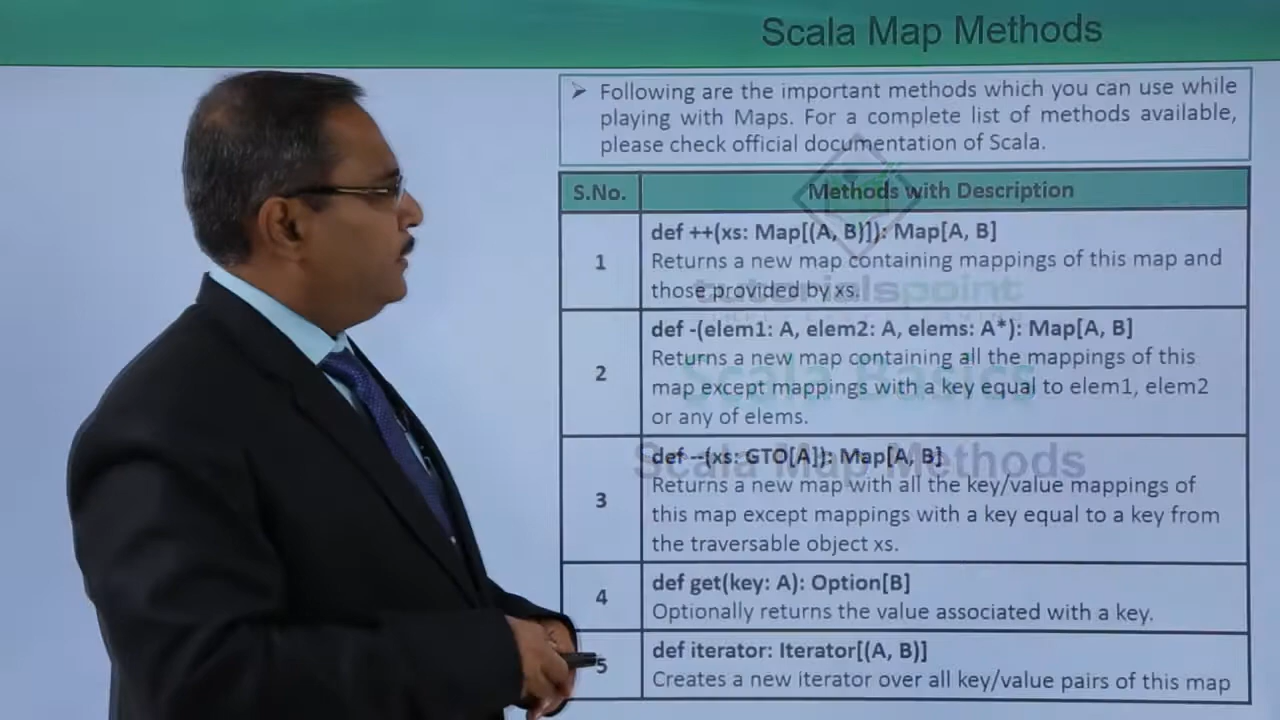 Scala Map Methods
➤ Following are the important methods which you can use while
playing with Maps. For a complete list of methods available,
please check official documentation of Scala.
S.No. Methods with Description
1
def ++(xs: Map[(A, B)]): Map[A, B]
Returns a new map containing mappings of this map and
those provided by xs.
2
def -(elem1: A, elem2: A, elems: A*): Map[A, B]
Returns a new map containing all the mappings of this
map except mappings with a key equal to elem1, elem2
or any of elems.
3
def --(xs: GTO[A]): Map[A, B]
Returns a new map with all the key/value mappings of
this map except mappings with a key equal to a key from
the traversable object xs.
4
def get(key: A): Option[B]
Optionally returns the value associated with a key.
5
def iterator: Iterator[(A, B)]
Creates a new iterator over all key/value pairs of this map
tutorialspoint
Scala Basics
Scala Map Methods